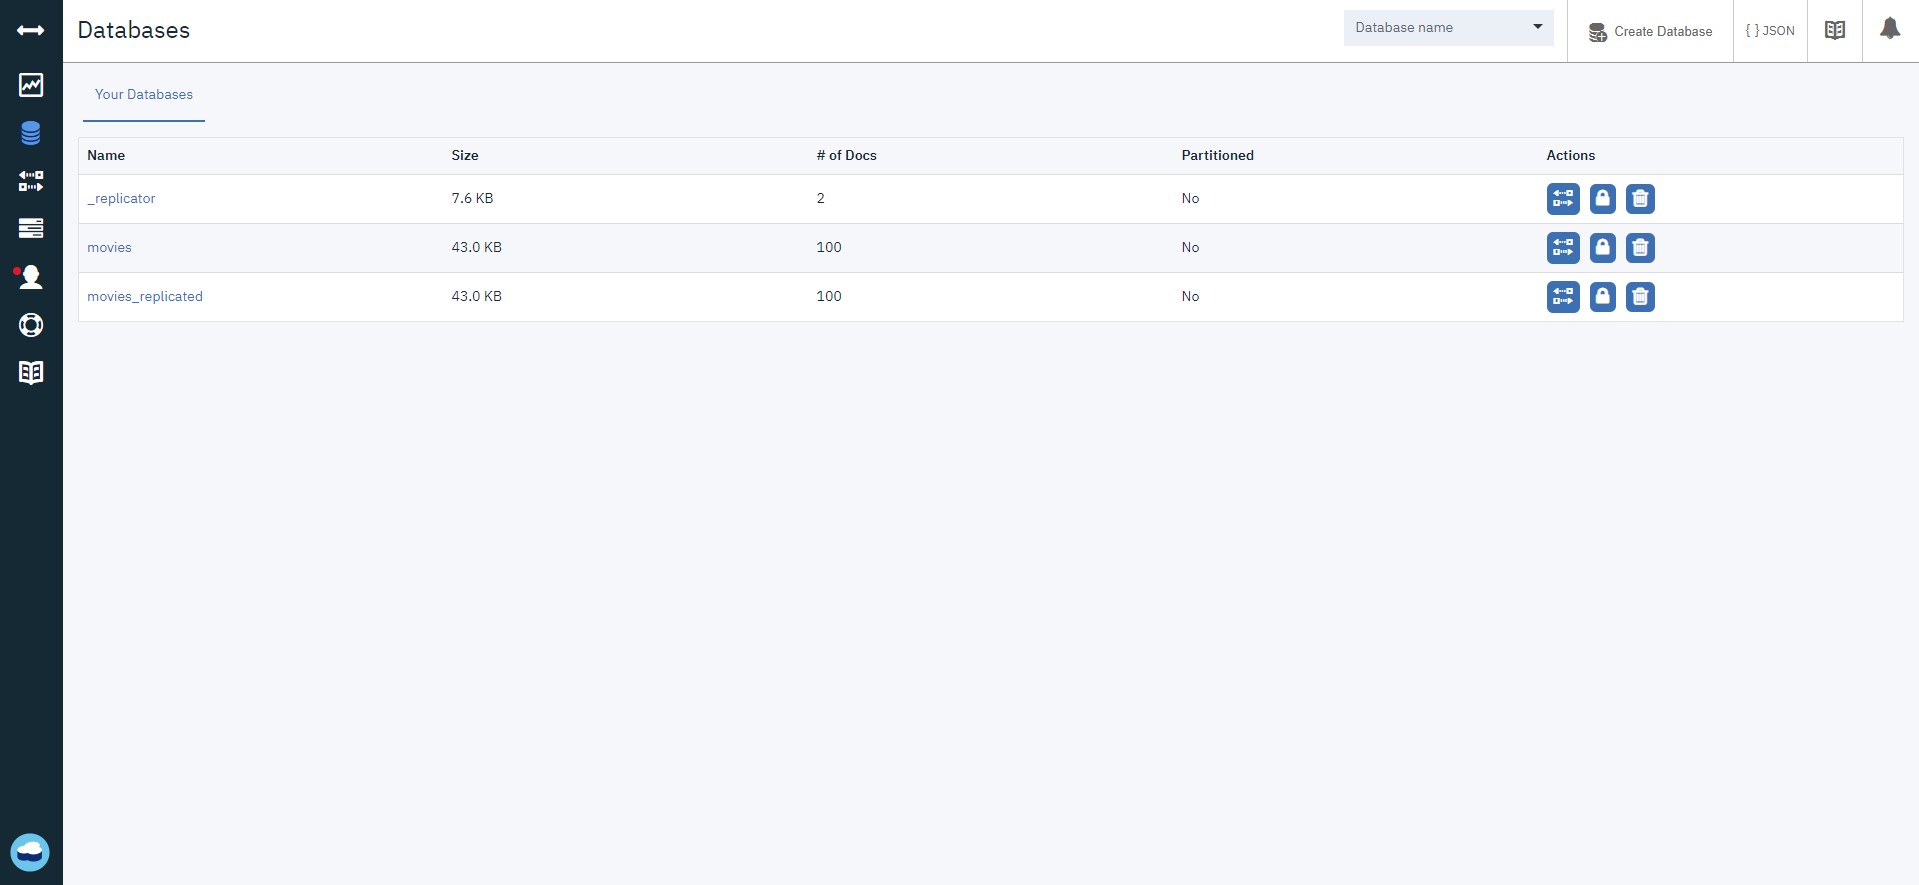 Databases
Database name
Create Database
{ } JSON
Your Databases
Name Size # of Docs Partitioned Actions
_replicator 7.6 KB 2 No
movies 43.0 KB 100 No
movies_replicated 43.0 KB 100 No